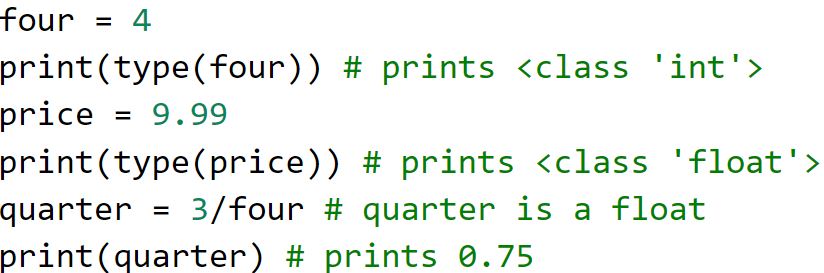 four = 4
print(type(four)) # prints <class 'int'>
price = 9.99
print(type(price)) # prints <class 'float'>
quarter = 3/four # quarter is a float
print(quarter) # prints 0.75